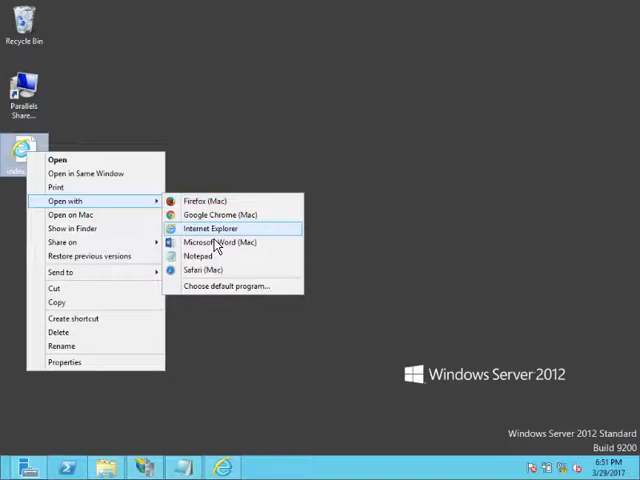 Recycle Bin
Parallels
Share...
index.
Open
Open in Same Window
Print
Open with
Open on Mac
Show in Finder
Share on
Restore previous versions
Send to
Cut
Copy
Create shortcut
Delete
Rename
Properties
Firefox (Mac)
Google Chrome (Mac)
Internet Explorer
Microsoft Word (Mac)
Notepad
Safari (Mac)
Choose default program...
Windows Server 2012
Windows Server 2012 Standard
Build 9200
6:51 PM
3/29/2017